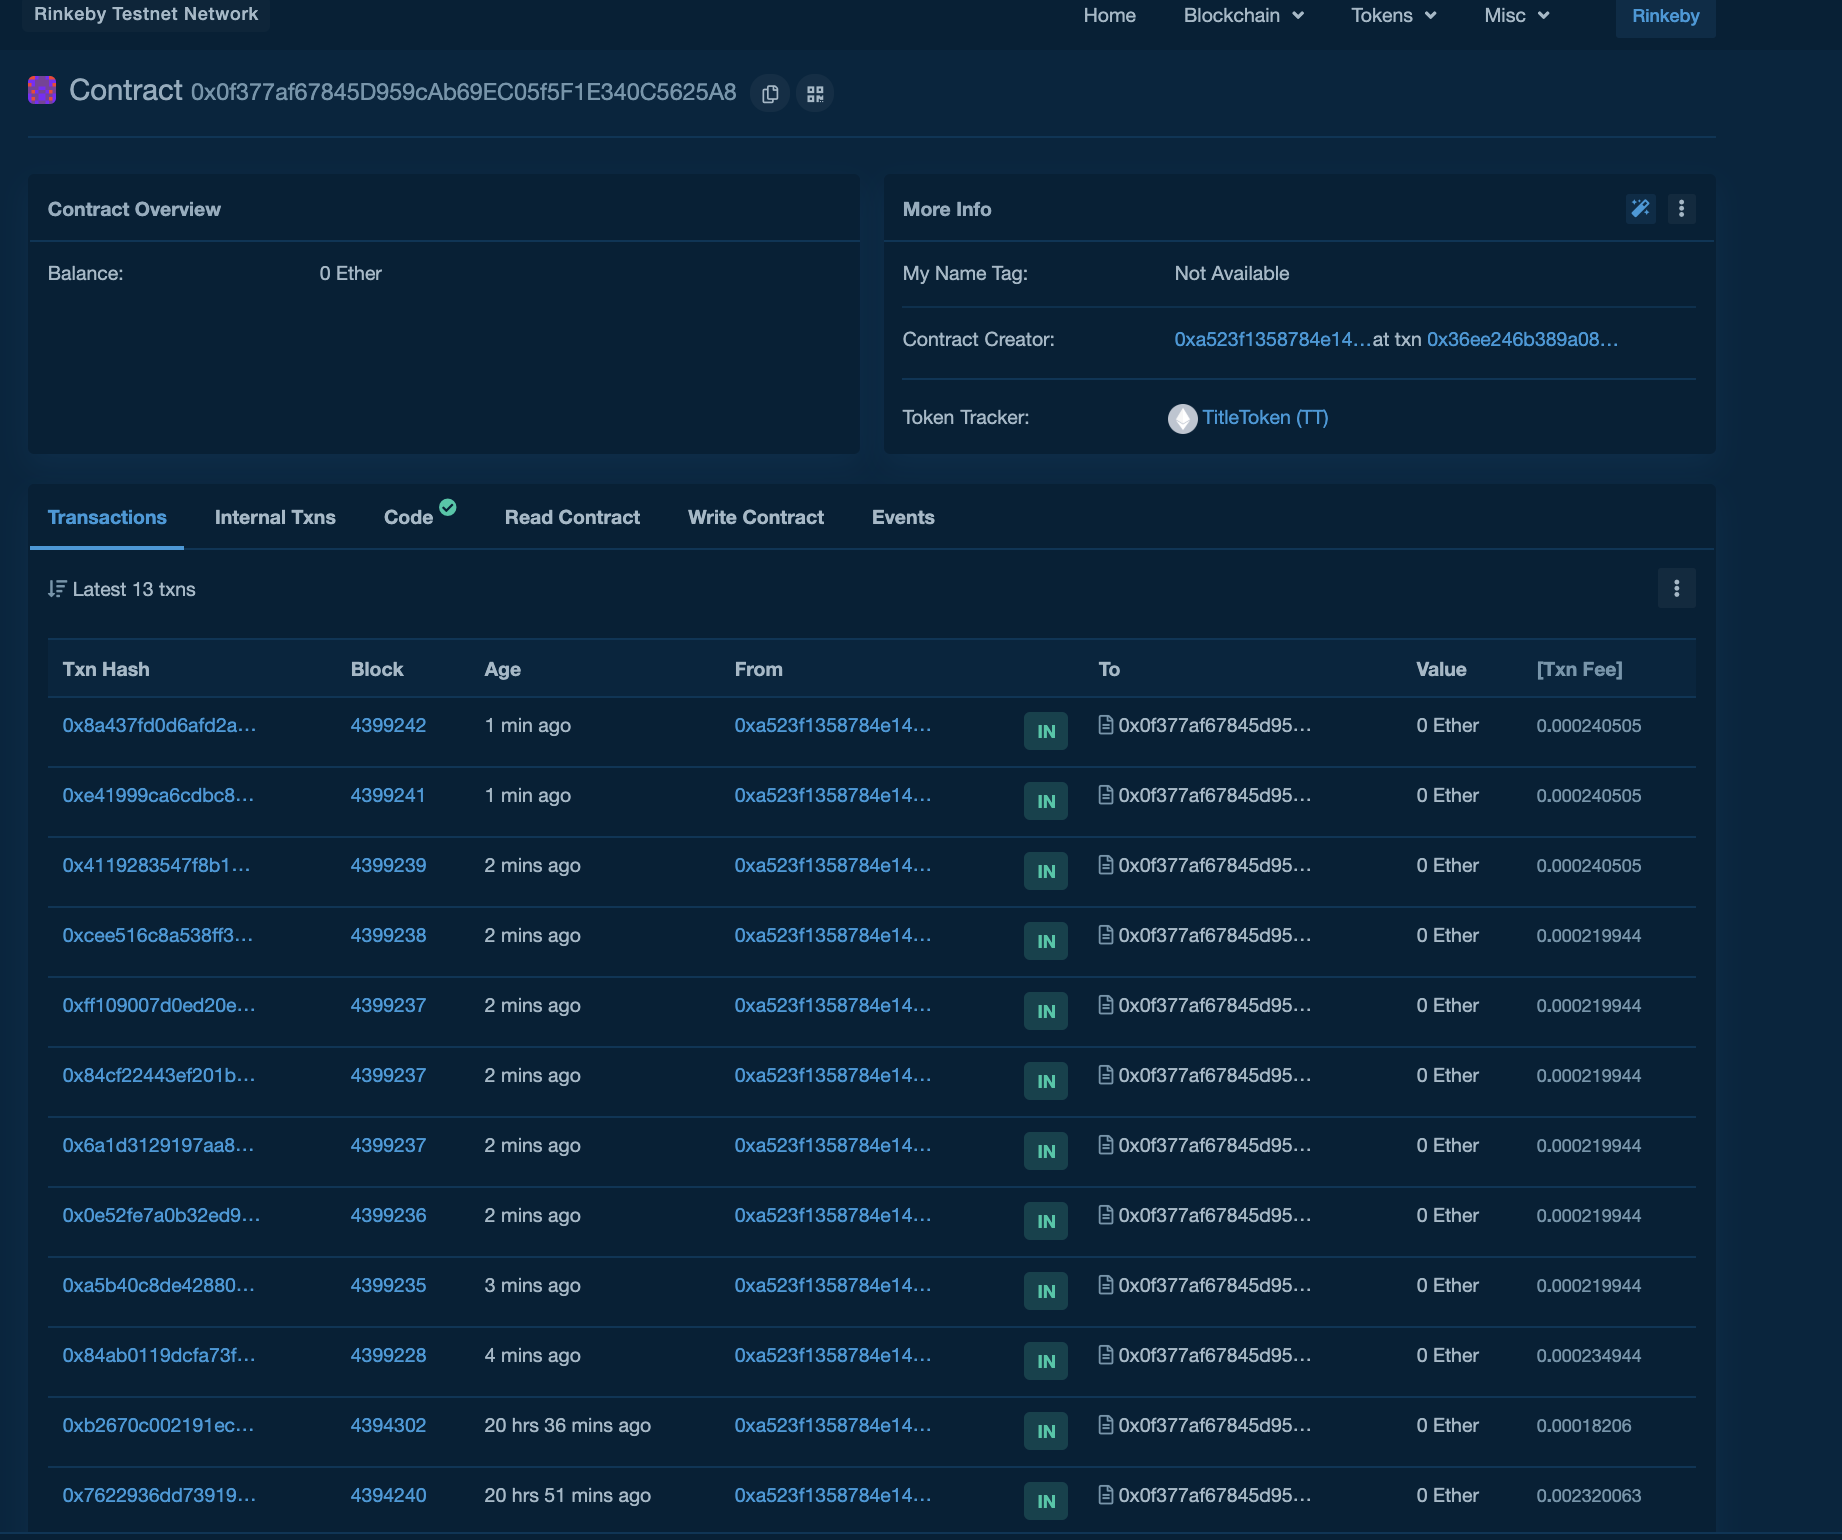 Rinkeby Testnet Network
Home Blockchain Tokens Misc Rinkeby
Contract 0x0f377af67845D959cAb69EC05f5F1E340C5625A8
Contract Overview
Balance: 0 Ether
More Info
My Name Tag: Not Available
Contract Creator: 0xa523f1358784e14... at txn 0x36ee246b389a08...
Token Tracker: TitleToken (TT)
Transactions Internal Txns Code Read Contract Write Contract Events
Latest 13 txns
Txn Hash Block Age From To Value [Txn Fee]
0x8a437fd0d6afd2a... 4399242 1 min ago 0xa523f1358784e14... IN 0x0f377af67845d95... 0 Ether 0.000240505
0xe41999ca6cdbc8... 4399241 1 min ago 0xa523f1358784e14... IN 0x0f377af67845d95... 0 Ether 0.000240505
0x4119283547f8b1... 4399239 2 mins ago 0xa523f1358784e14... IN 0x0f377af67845d95... 0 Ether 0.000240505
0xcee516c8a538ff3... 4399238 2 mins ago 0xa523f1358784e14... IN 0x0f377af67845d95... 0 Ether 0.000219944
0xff109007d0ed20e... 4399237 2 mins ago 0xa523f1358784e14... IN 0x0f377af67845d95... 0 Ether 0.000219944
0x84cf22443ef201b... 4399237 2 mins ago 0xa523f1358784e14... IN 0x0f377af67845d95... 0 Ether 0.000219944
0x6a1d3129197aa8... 4399237 2 mins ago 0xa523f1358784e14... IN 0x0f377af67845d95... 0 Ether 0.000219944
0x0e52fe7a0b32ed9... 4399236 2 mins ago 0xa523f1358784e14... IN 0x0f377af67845d95... 0 Ether 0.000219944
0xa5b40c8de42880... 4399235 3 mins ago 0xa523f1358784e14... IN 0x0f377af67845d95... 0 Ether 0.000219944
0x84ab0119dcfa73f... 4399228 4 mins ago 0xa523f1358784e14... IN 0x0f377af67845d95... 0 Ether 0.000234944
0xb2670c002191ec... 4394302 20 hrs 36 mins ago 0xa523f1358784e14... IN 0x0f377af67845d95... 0 Ether 0.00018206
0x7622936dd73919... 4394240 20 hrs 51 mins ago 0xa523f1358784e14... IN 0x0f377af67845d95... 0 Ether 0.002320063